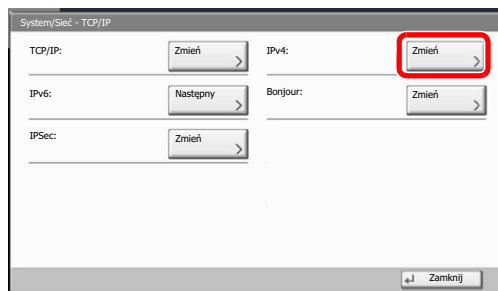 System/Sieć - TCP/IP
TCP/IP: Zmień IPv4: Zmień
IPv6: Następny Bonjour: Zmień
IPSec: Zmień
Zamknij